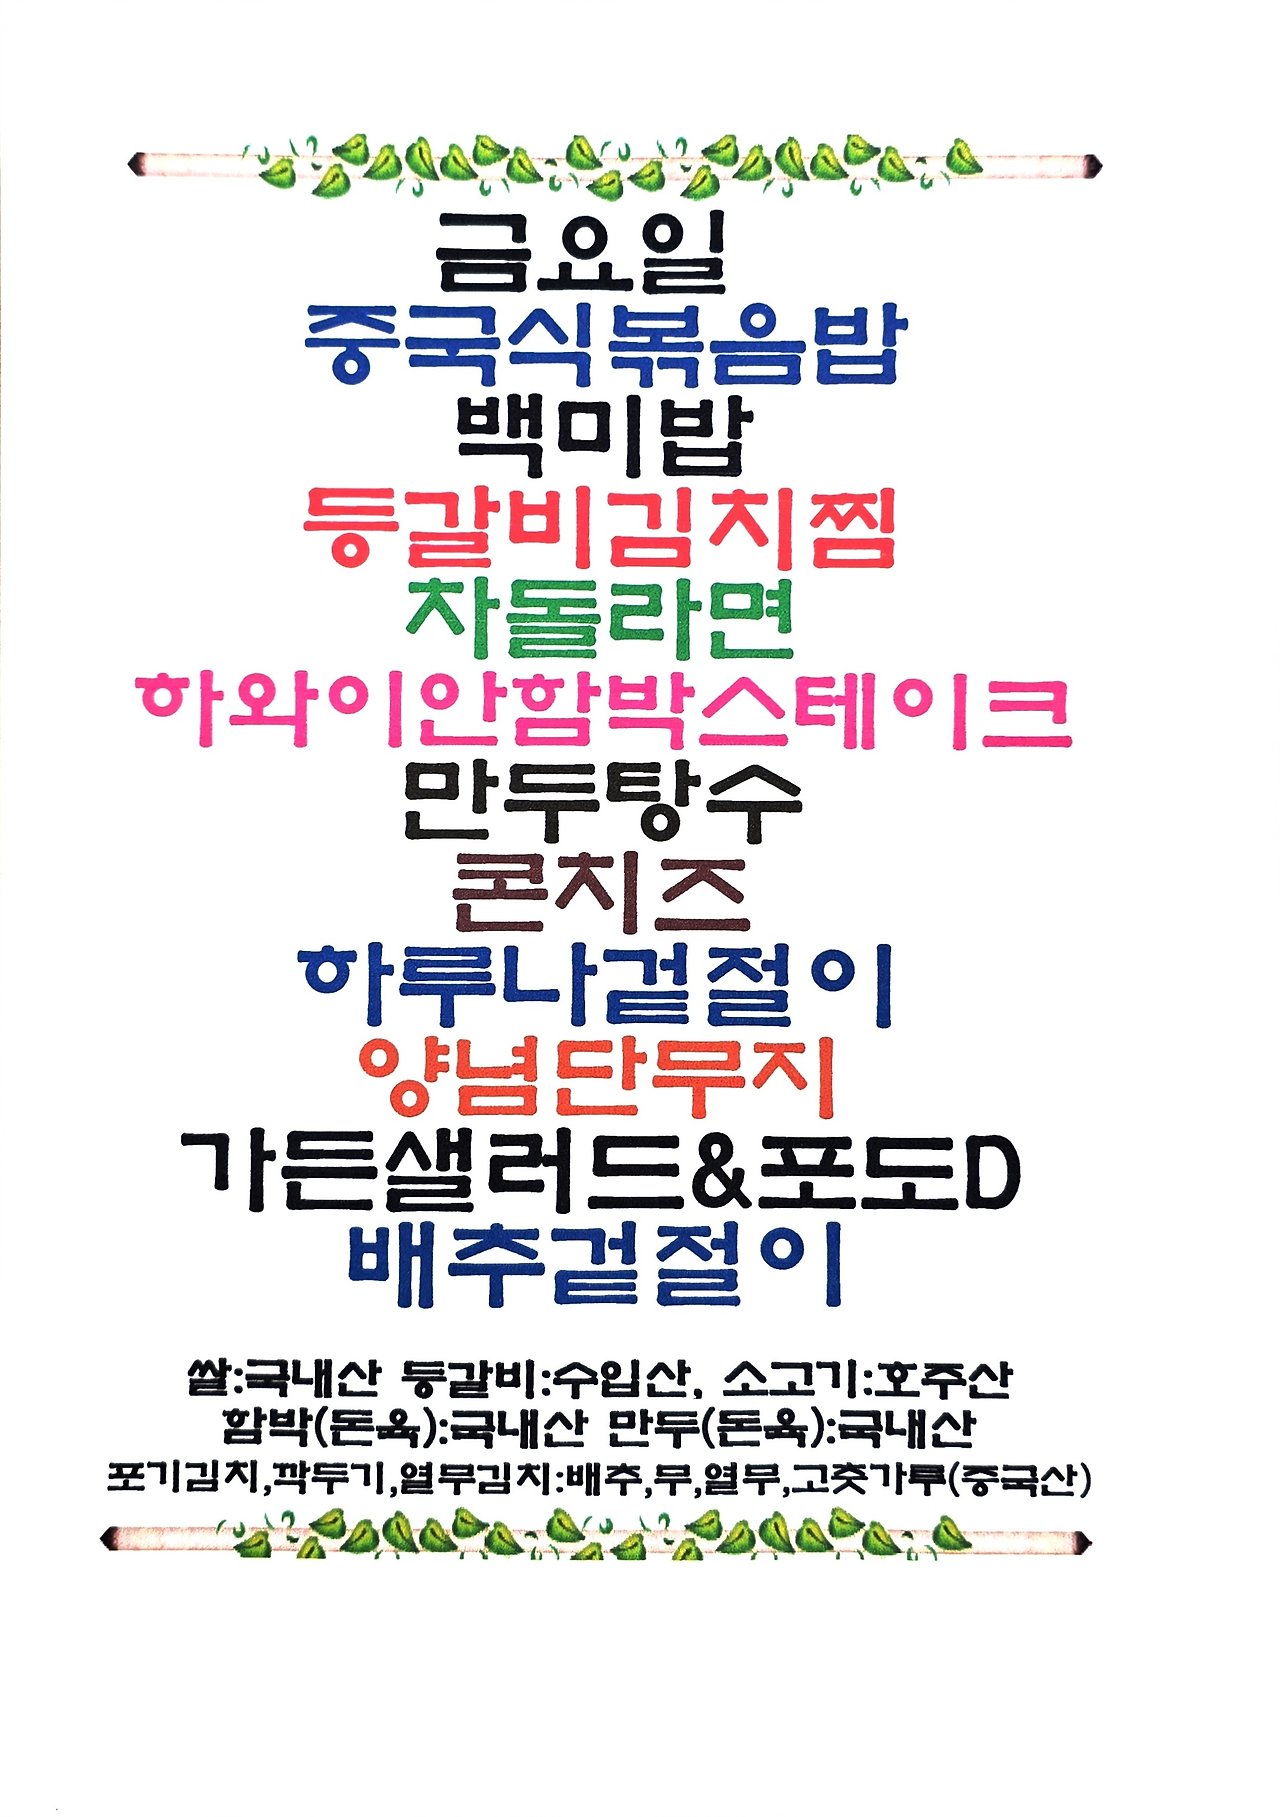 금요일
중국식볶음밥
백미밥
등갈비김치찜
차돌라면
하와이안함박스테이크
만두탕수
콘치즈
하루나겉절이
양념단무지
가든샐러드&포도D
배추겉절이
쌀:국내산 등갈비:수입산, 소고기:호주산
함박(돈육):국내산 만두(돈육):국내산
포기김치,깍두기,열무김치:배추,무,열무,고춧가루(중국산)